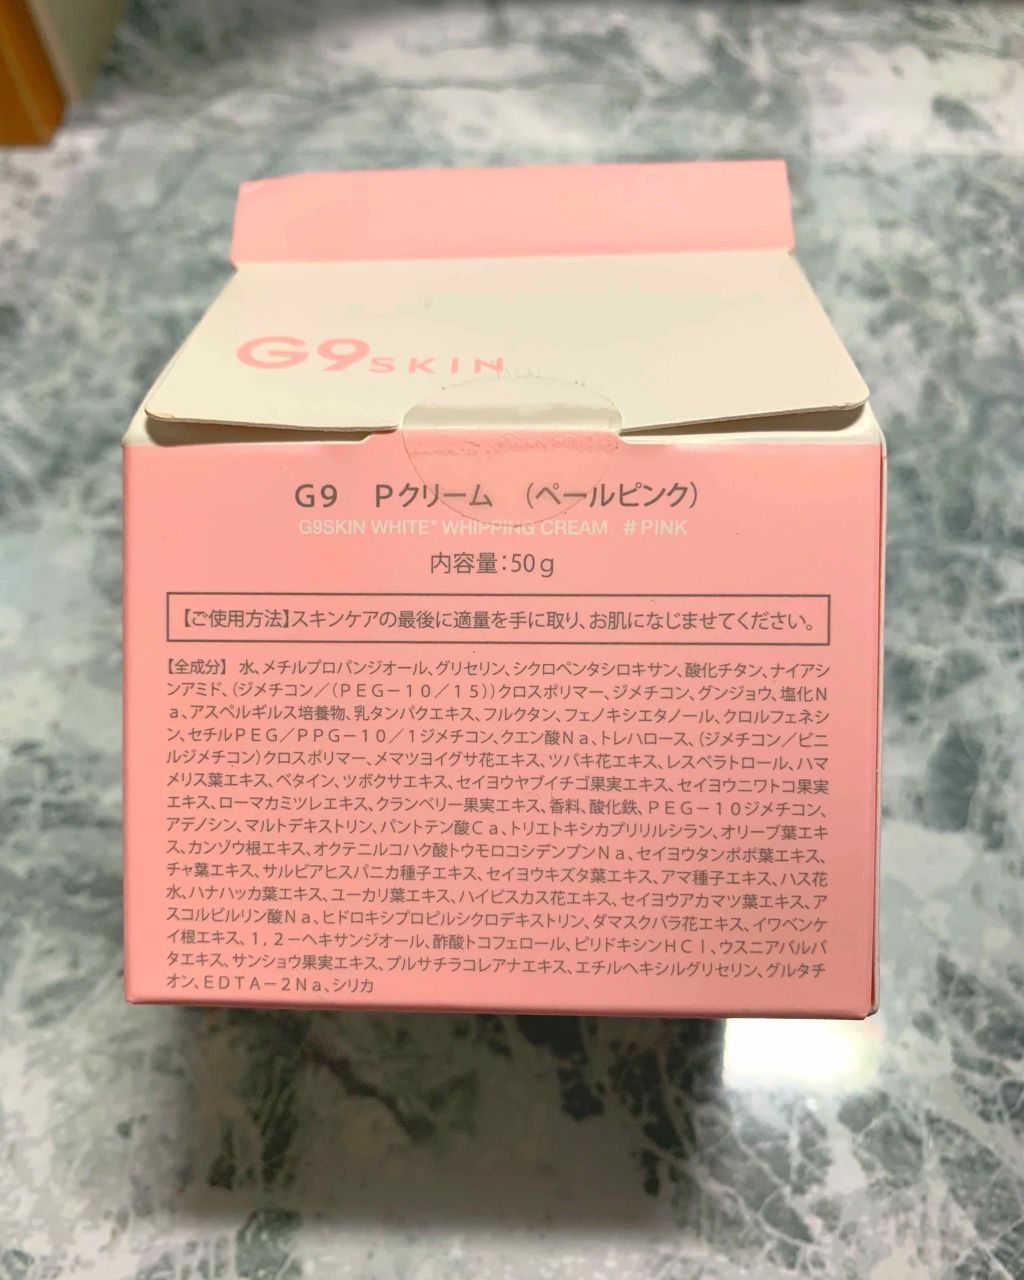 G9SKIN
G9 Pクリーム （ペールピンク）
G9SKIN WHITE* WHIPPING CREAM #PINK
内容量：50g
【ご使用方法】スキンケアの最後に適量を手に取り、お肌になじませてください。
【全成分】 水、メチルプロパンジオール、グリセリン、シクロペンタシロキサン、酸化チタン、ナイアシ
ンアミド、（ジメチコン／（ＰＥＧ－１０／１５））クロスポリマー、ジメチコン、グンジョウ、塩化Ｎ
ａ、アスペルギルス培養物、乳タンパクエキス、フルクタン、フェノキシエタノール、クロルフェネシ
ン、セチルＰＥＧ／ＰＰＧ－１０／１ジメチコン、クエン酸Ｎａ、トレハロース、（ジメチコン／ビニ
ルジメチコン）クロスポリマー、メマツヨイグサ花エキス、ツバキ花エキス、レスベラトロール、ハマ
メリス葉エキス、ベタイン、ツボクサエキス、セイヨウヤブイチゴ果実エキス、セイヨウニワトコ果実
エキス、ローマカミツレエキス、クランベリー果実エキス、香料、酸化鉄、ＰＥＧ－１０ジメチコン、
アデノシン、マルトデキストリン、パントテン酸Ｃａ、トリエトキシカプリリルシラン、オリーブ葉エキ
ス、カンゾウ根エキス、オクテニルコハク酸トウモロコシデンプンＮａ、セイヨウタンポポ葉エキス、
チャ葉エキス、サルビアヒスパニカ種子エキス、セイヨウキズタ葉エキス、アマ種子エキス、ハス花
水、ハナハッカ葉エキス、ユーカリ葉エキス、ハイビスカス花エキス、セイヨウアカマツ葉エキス、ア
スコルビルリン酸Ｎａ、ヒドロキシプロピルシクロデキストリン、ダマスクバラ花エキス、イワベンケ
イ根エキス、１，２－ヘキサンジオール、酢酸トコフェロール、ピリドキシンＨＣｌ、ウスニアバルバ
タエキス、サンショウ果実エキス、プルサチラコレアナエキス、エチルヘキシルグリセリン、グルタチ
オン、ＥＤＴＡ－２Ｎａ、シリカ